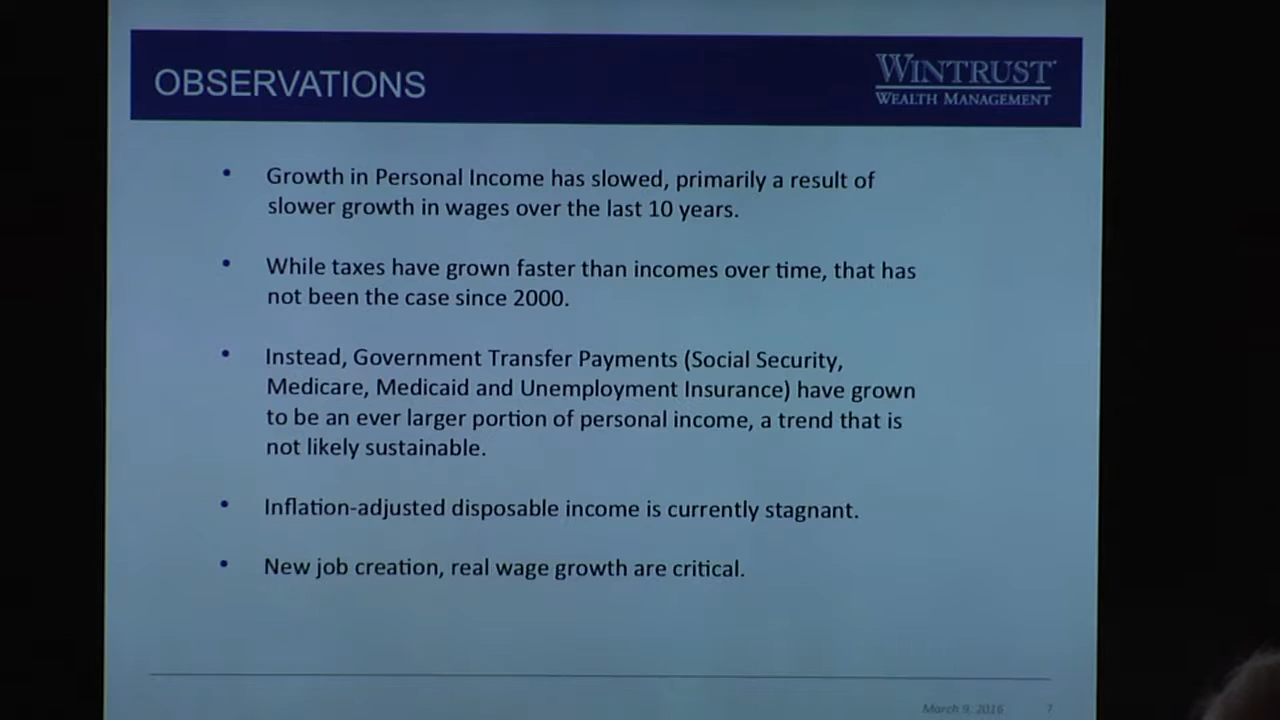 OBSERVATIONS
WINTRUST
WEALTH MANAGEMENT
• Growth in Personal Income has slowed, primarily a result of
slower growth in wages over the last 10 years.
• While taxes have grown faster than incomes over time, that has
not been the case since 2000.
• Instead, Government Transfer Payments (Social Security,
Medicare, Medicaid and Unemployment Insurance) have grown
to be an ever larger portion of personal income, a trend that is
not likely sustainable.
• Inflation-adjusted disposable income is currently stagnant.
• New job creation, real wage growth are critical.
March 9, 2016 7